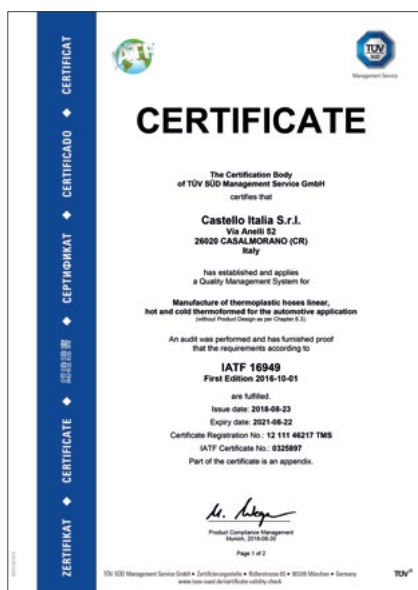 IATF
TÜV
SÜD
Management Service
CERTIFICATE
The Certification Body
of TÜV SÜD Management Service GmbH
certifies that
Castello Italia S.r.l.
Via Anelli 52
26020 CASALMORANO (CR)
Italy
has established and applies
a Quality Management System for
Manufacture of thermoplastic hoses linear,
hot and cold thermoformed for the automotive application
(without Product Design as per Chapter 8.3)
An audit was performed and has furnished proof
that the requirements according to
IATF 16949
First Edition 2016-10-01
are fulfilled.
Issue date: 2018-08-23
Expiry date: 2021-08-22
Certificate Registration No.: 12 111 46217 TMS
IATF Certificate No.: 0325897
Part of the certificate is an appendix.
Product Compliance Management
Munich, 2018-08-30
Page 1 of 2
TÜV SÜD Management Service GmbH • Zertifizierungsstelle • Ridlerstrasse 65 • 80339 München • Germany
www.tuev-sued.de/certificate-validity-check
TÜV®
ZERTIFIKAT ◆ CERTIFICATE ◆ 認證證書 ◆ СЕРТИФИКАТ ◆ CERTIFICADO ◆ CERTIFICAT